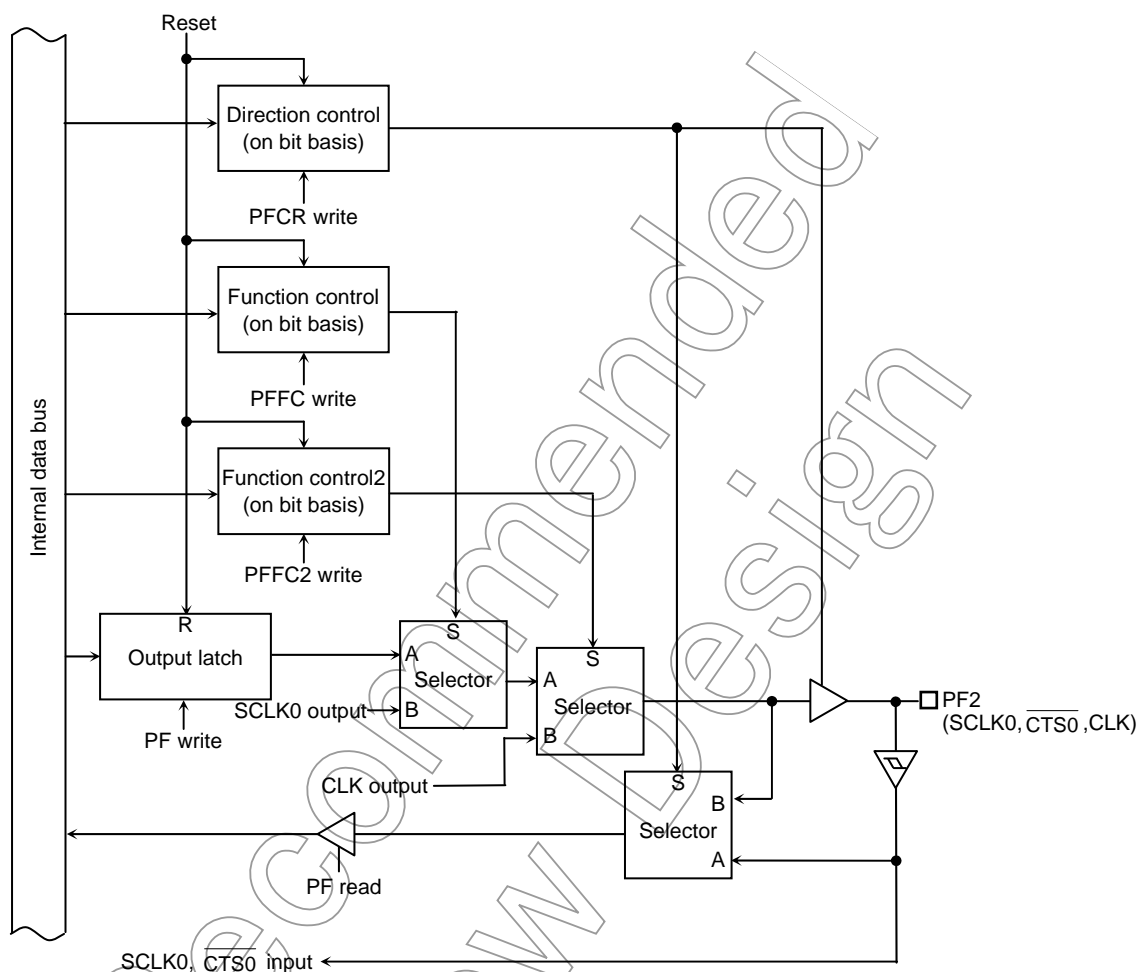 Reset
Direction control
(on bit basis)
PFCR write
Function control
(on bit basis)
PFFC write
Internal data bus
Function control2
(on bit basis)
PFFC2 write
R
Output latch
PF write
S
A
Selector
B
SCLK0 output
S
A
Selector
B
CLK output
PF2
(SCLK0, CTS0 ,CLK)
S
B
Selector
A
PF read
SCLK0, CTS0 input
ecommended
w Design